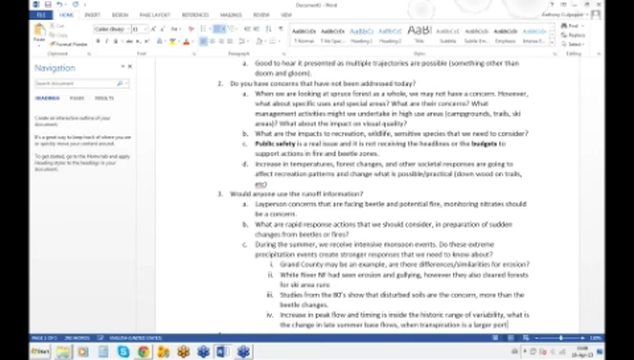 Document1 - Word
FILE HOME INSERT DESIGN PAGE LAYOUT REFERENCES MAILINGS REVIEW VIEW
Navigation
Search document
HEADINGS PAGES RESULTS
Create an interactive outline of your document.
It's a great way to keep track of where you are or quickly move your content around.
To get started, go to the Home tab and apply Heading styles to the headings in your document.
a. Good to hear it presented as multiple trajectories are possible (something other than
doom and gloom).
2. Do you have concerns that have not been addressed today?
a. When we are looking at spruce forest as a whole, we may not have a concern. However,
what about specific uses and special areas? What are their concerns? What
management activities might we undertake in high use areas (campgrounds, trails, ski
areas)? What about the impact on visual quality?
b. What are the impacts to recreation, wildlife, sensitive species that we need to consider?
c. Public safety is a real issue and it is not receiving the headlines or the budgets to
support actions in fire and beetle zones.
d. Increase in temperatures, forest changes, and other societal responses are going to
affect recreation patterns and change what is possible/practical (down wood on trails,
etc)
3. Would anyone use the runoff information?
a. Layperson concerns that are facing beetle and potential fire, monitoring nitrates should
be a concern.
b. What are rapid response actions that we should consider, in preparation of sudden
changes from beetles or fires?
c. During the summer, we receive intensive monsoon events. Do these extreme
precipitation events create stronger responses that we need to know about?
i. Grand County may be an example, are there differences/similarities for erosion?
ii. White River NF had seen erosion and gullying, however they also cleared forests
for ski area runs
iii. Studies from the 80's show that disturbed soils are the concern, more than the
beetle changes.
iv. Increase in peak flow and timing is inside the historic range of variability, what is
the change in late summer base flows, when transpiration is a larger port